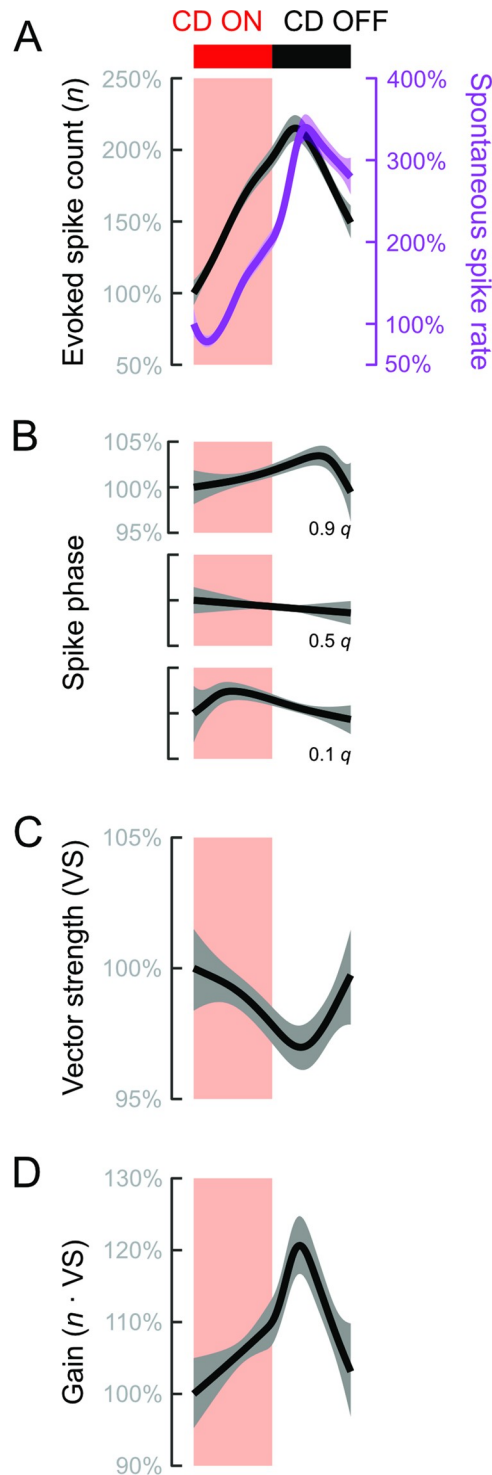 A
CD ON
CD OFF
Evoked spike count (n)
250%
200%
150%
100%
50%
400%
300%
200%
100%
50%
Spontaneous spike rate
B
Spike phase
105%
100%
95%
0.9 q
0.5 q
0.1 q
C
Vector strength (VS)
105%
100%
95%
D
Gain (n · VS)
130%
120%
110%
100%
90%